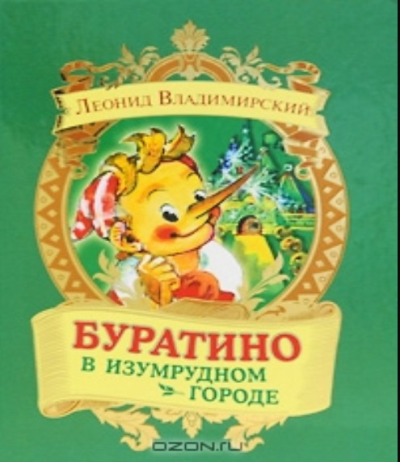 Леонид Владимирский
БУРАТИНО
В ИЗУМРУДНОМ
ГОРОДЕ
ozon.ru